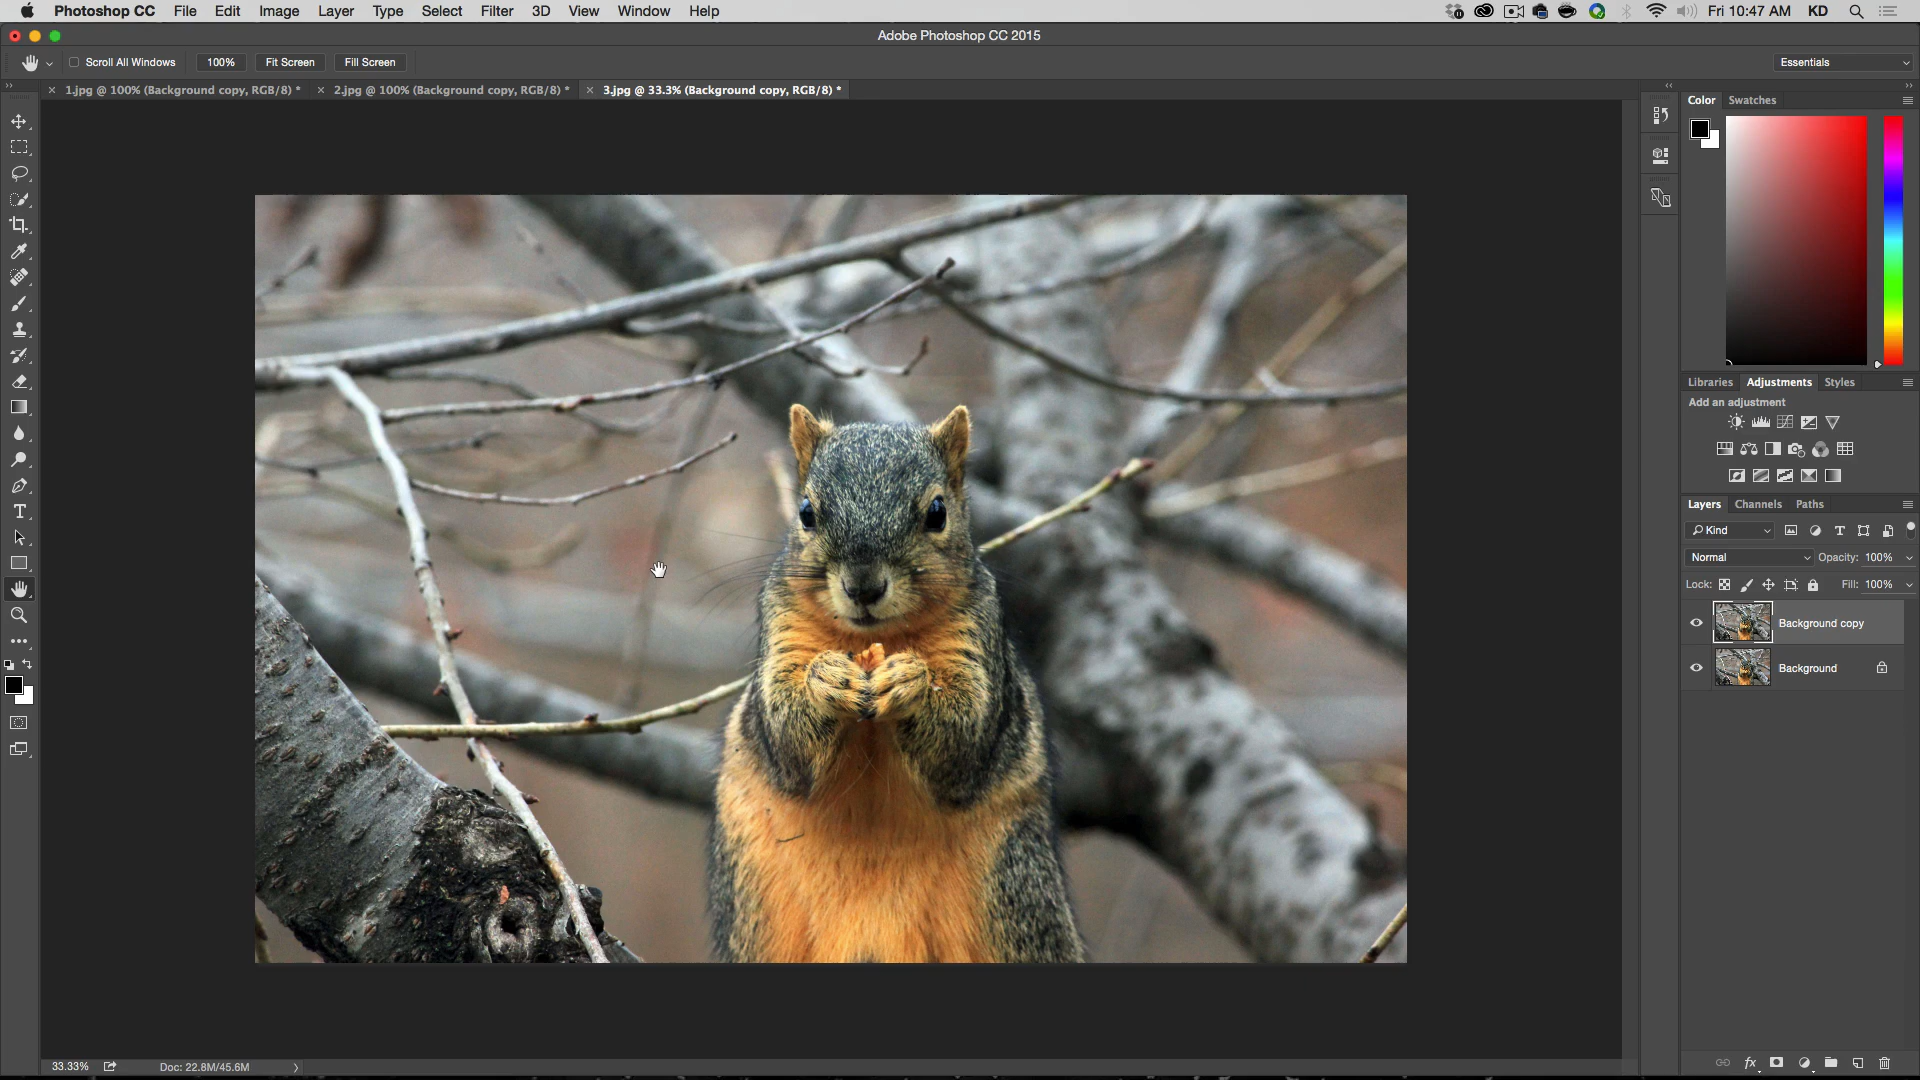 Photoshop CC File Edit Image Layer Type Select Filter 3D View Window Help Fri 10:47 AM KD
Adobe Photoshop CC 2015
Scroll All Windows 100% Fit Screen Fill Screen Essentials
1.jpg @ 100% (Background copy, RGB/8) * 2.jpg @ 100% (Background copy, RGB/8) * 3.jpg @ 33.3% (Background copy, RGB/8) *
Color Swatches
Libraries Adjustments Styles
Add an adjustment
Layers Channels Paths
Kind
Normal Opacity: 100%
Lock: Fill: 100%
Background copy
Background
33.33% Doc: 22.8M/45.6M